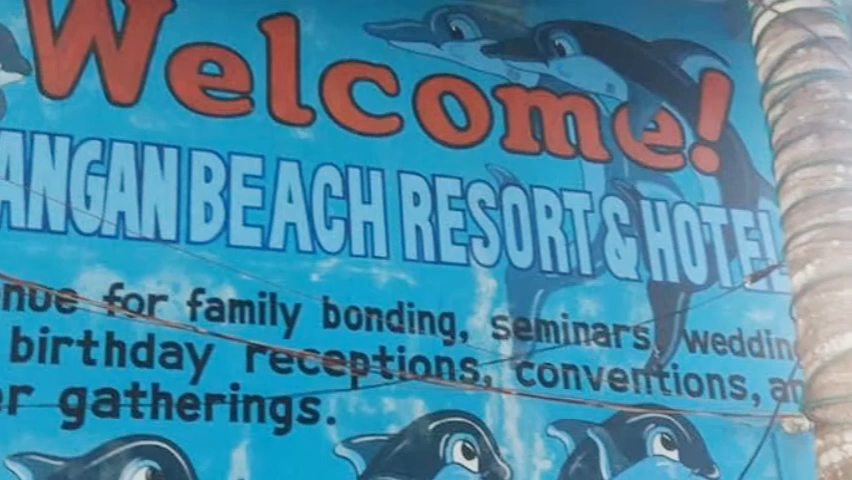 Welcome!
ANGAN BEACH RESORT & HOTEL
nue for family bonding, seminars, weddin
birthday receptions, conventions, an
r gatherings.